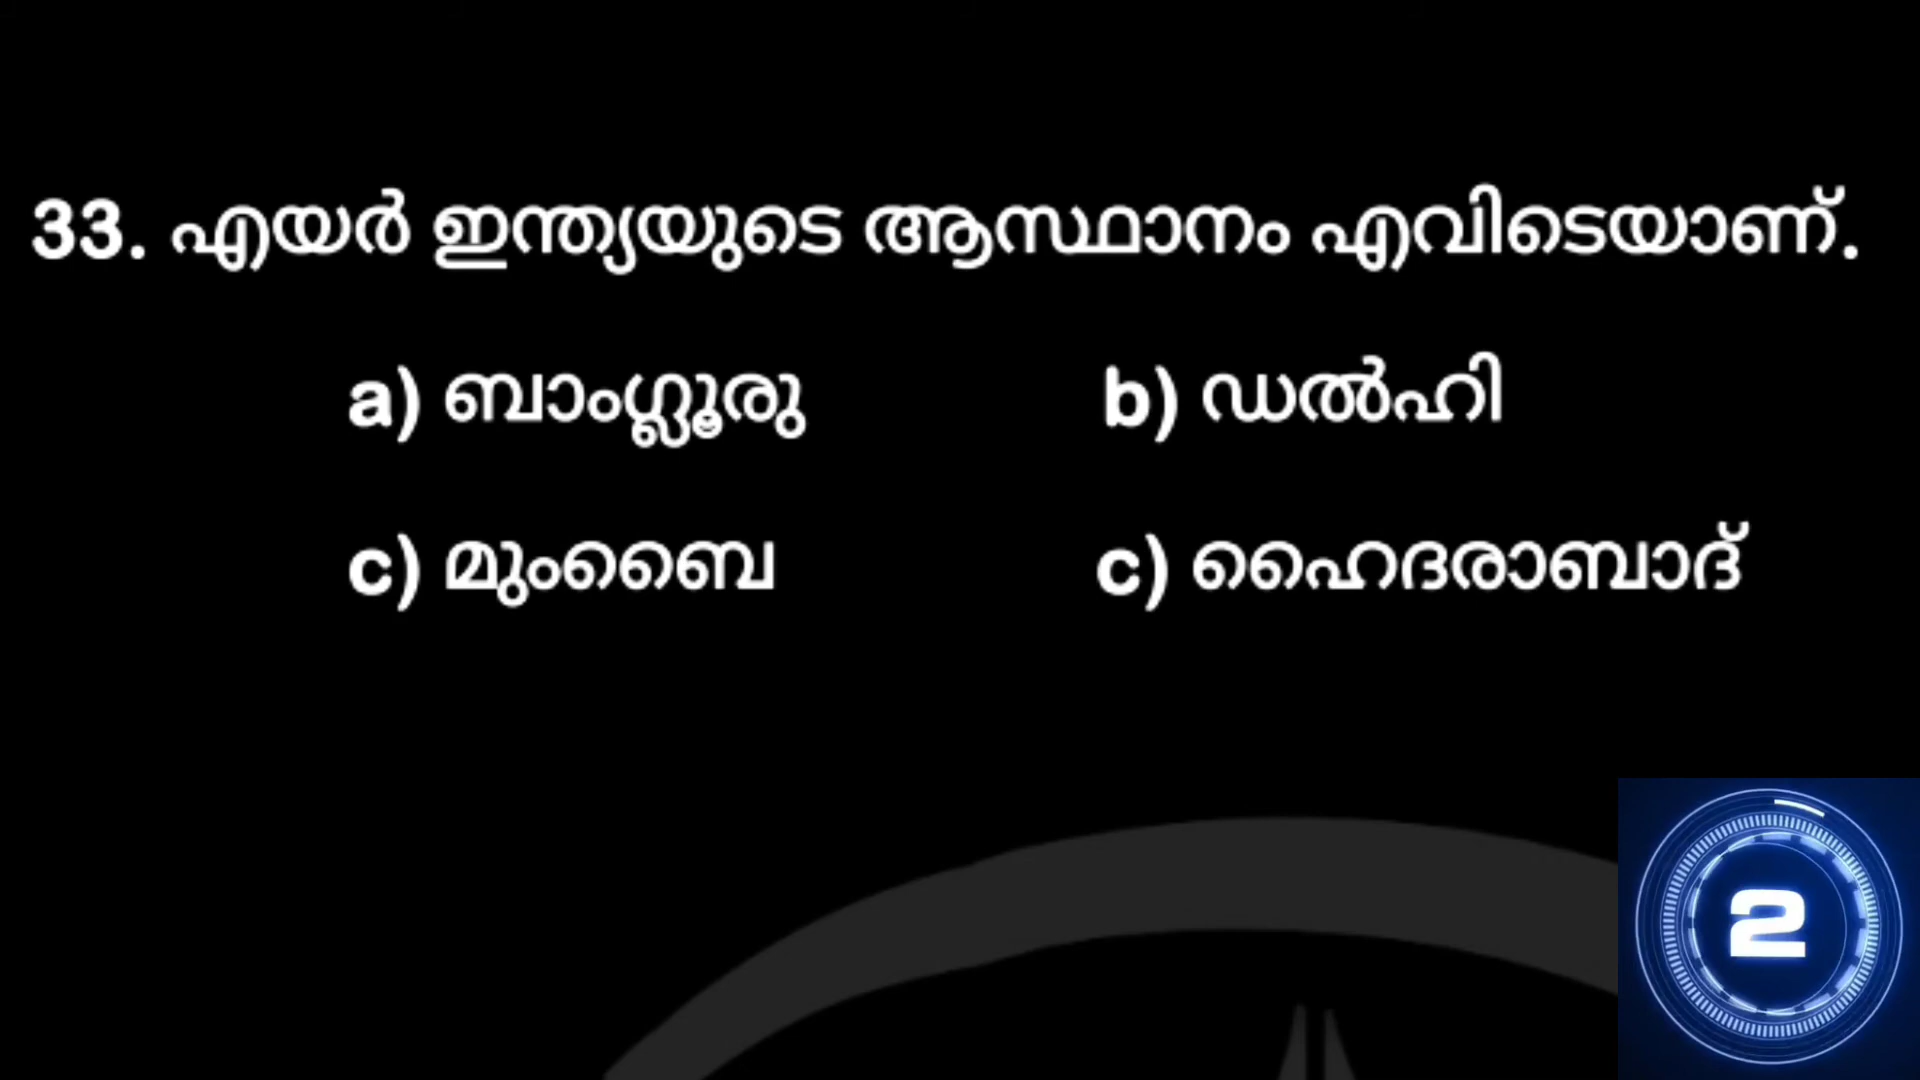 33. എയർ ഇന്ത്യയുടെ ആസ്ഥാനം എവിടെയാണ്.
a) ബാംഗ്ലൂരു b) ഡൽഹി
c) മുംബൈ c) ഹൈദരാബാദ്
2